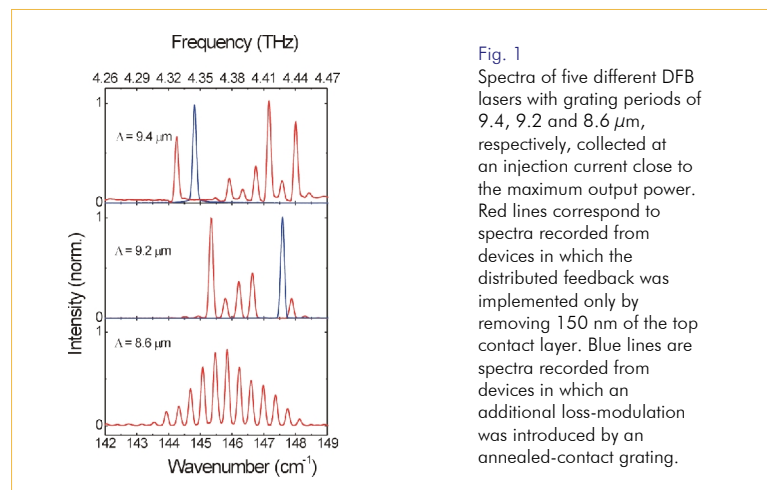 Frequency (THz)
4.26 4.29 4.32 4.35 4.38 4.41 4.44 4.47
1
Λ = 9.4 μm
0
1
Λ = 9.2 μm
0
1
Λ = 8.6 μm
0
Intensity (norm.)
142 143 144 145 146 147 148 149
Wavenumber (cm⁻¹)
Fig. 1
Spectra of five different DFB
lasers with grating periods of
9.4, 9.2 and 8.6 μm,
respectively, collected at
an injection current close to
the maximum output power.
Red lines correspond to
spectra recorded from
devices in which the
distributed feedback was
implemented only by
removing 150 nm of the top
contact layer. Blue lines are
spectra recorded from
devices in which an
additional loss-modulation
was introduced by an
annealed-contact grating.